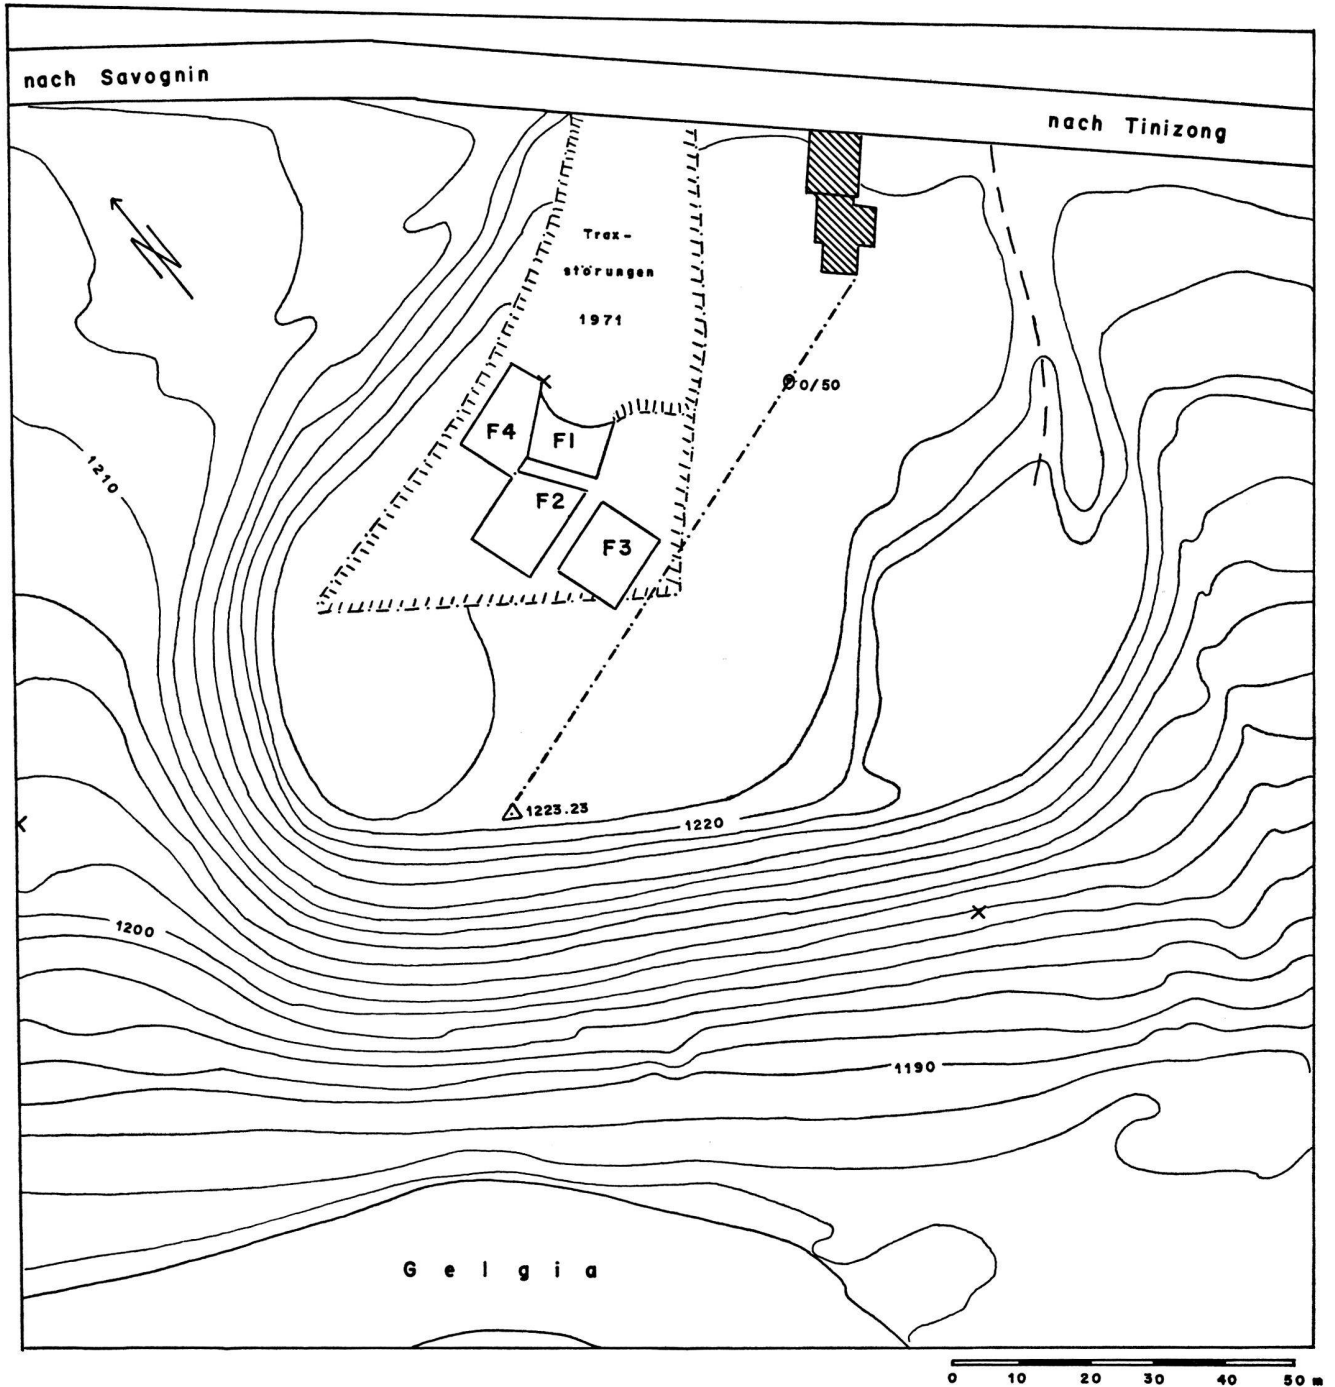 nach Savognin
nach Tinizong
Trax-
störungen
1971
0/50
F4
F1
F2
F3
1210
1223.23
1220
1200
1190
Gelgia
0 10 20 30 40 50 m